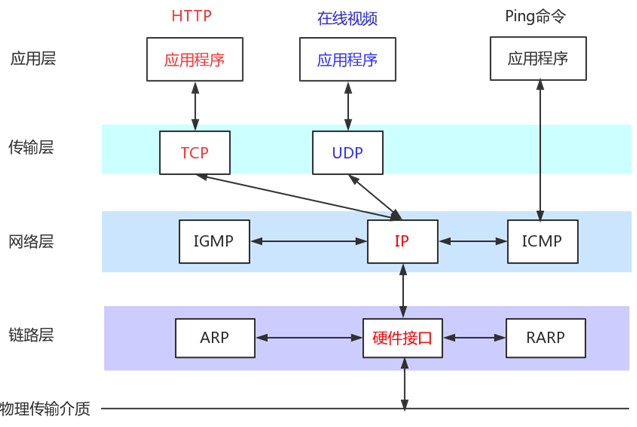 HTTP
在线视频
Ping命令
应用层
应用程序
应用程序
应用程序
传输层
TCP
UDP
网络层
IGMP
IP
ICMP
链路层
ARP
硬件接口
RARP
物理传输介质